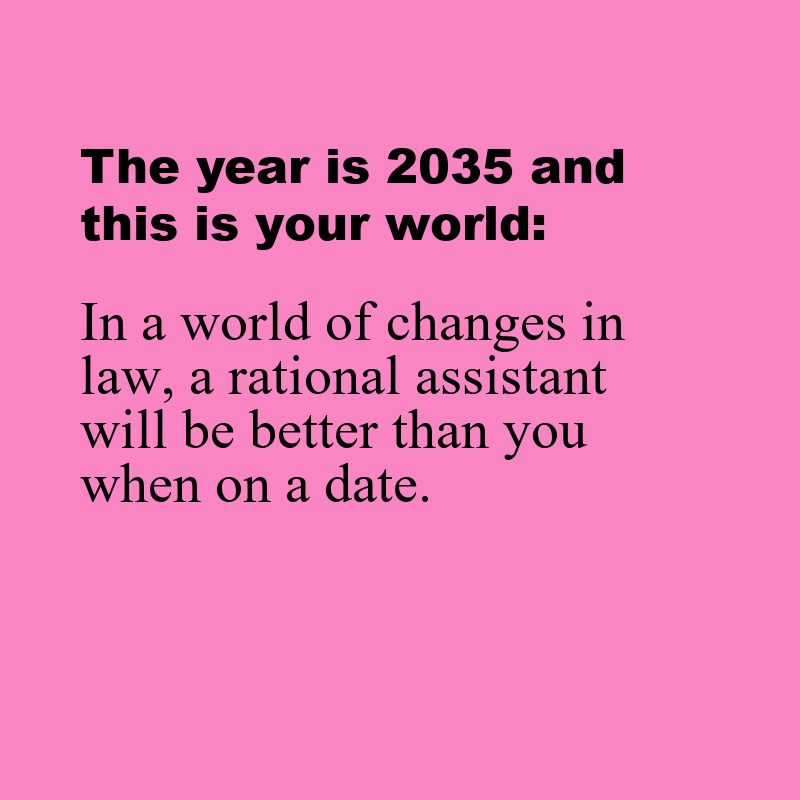 The year is 2035 and
this is your world:
In a world of changes in
law, a rational assistant
will be better than you
when on a date.